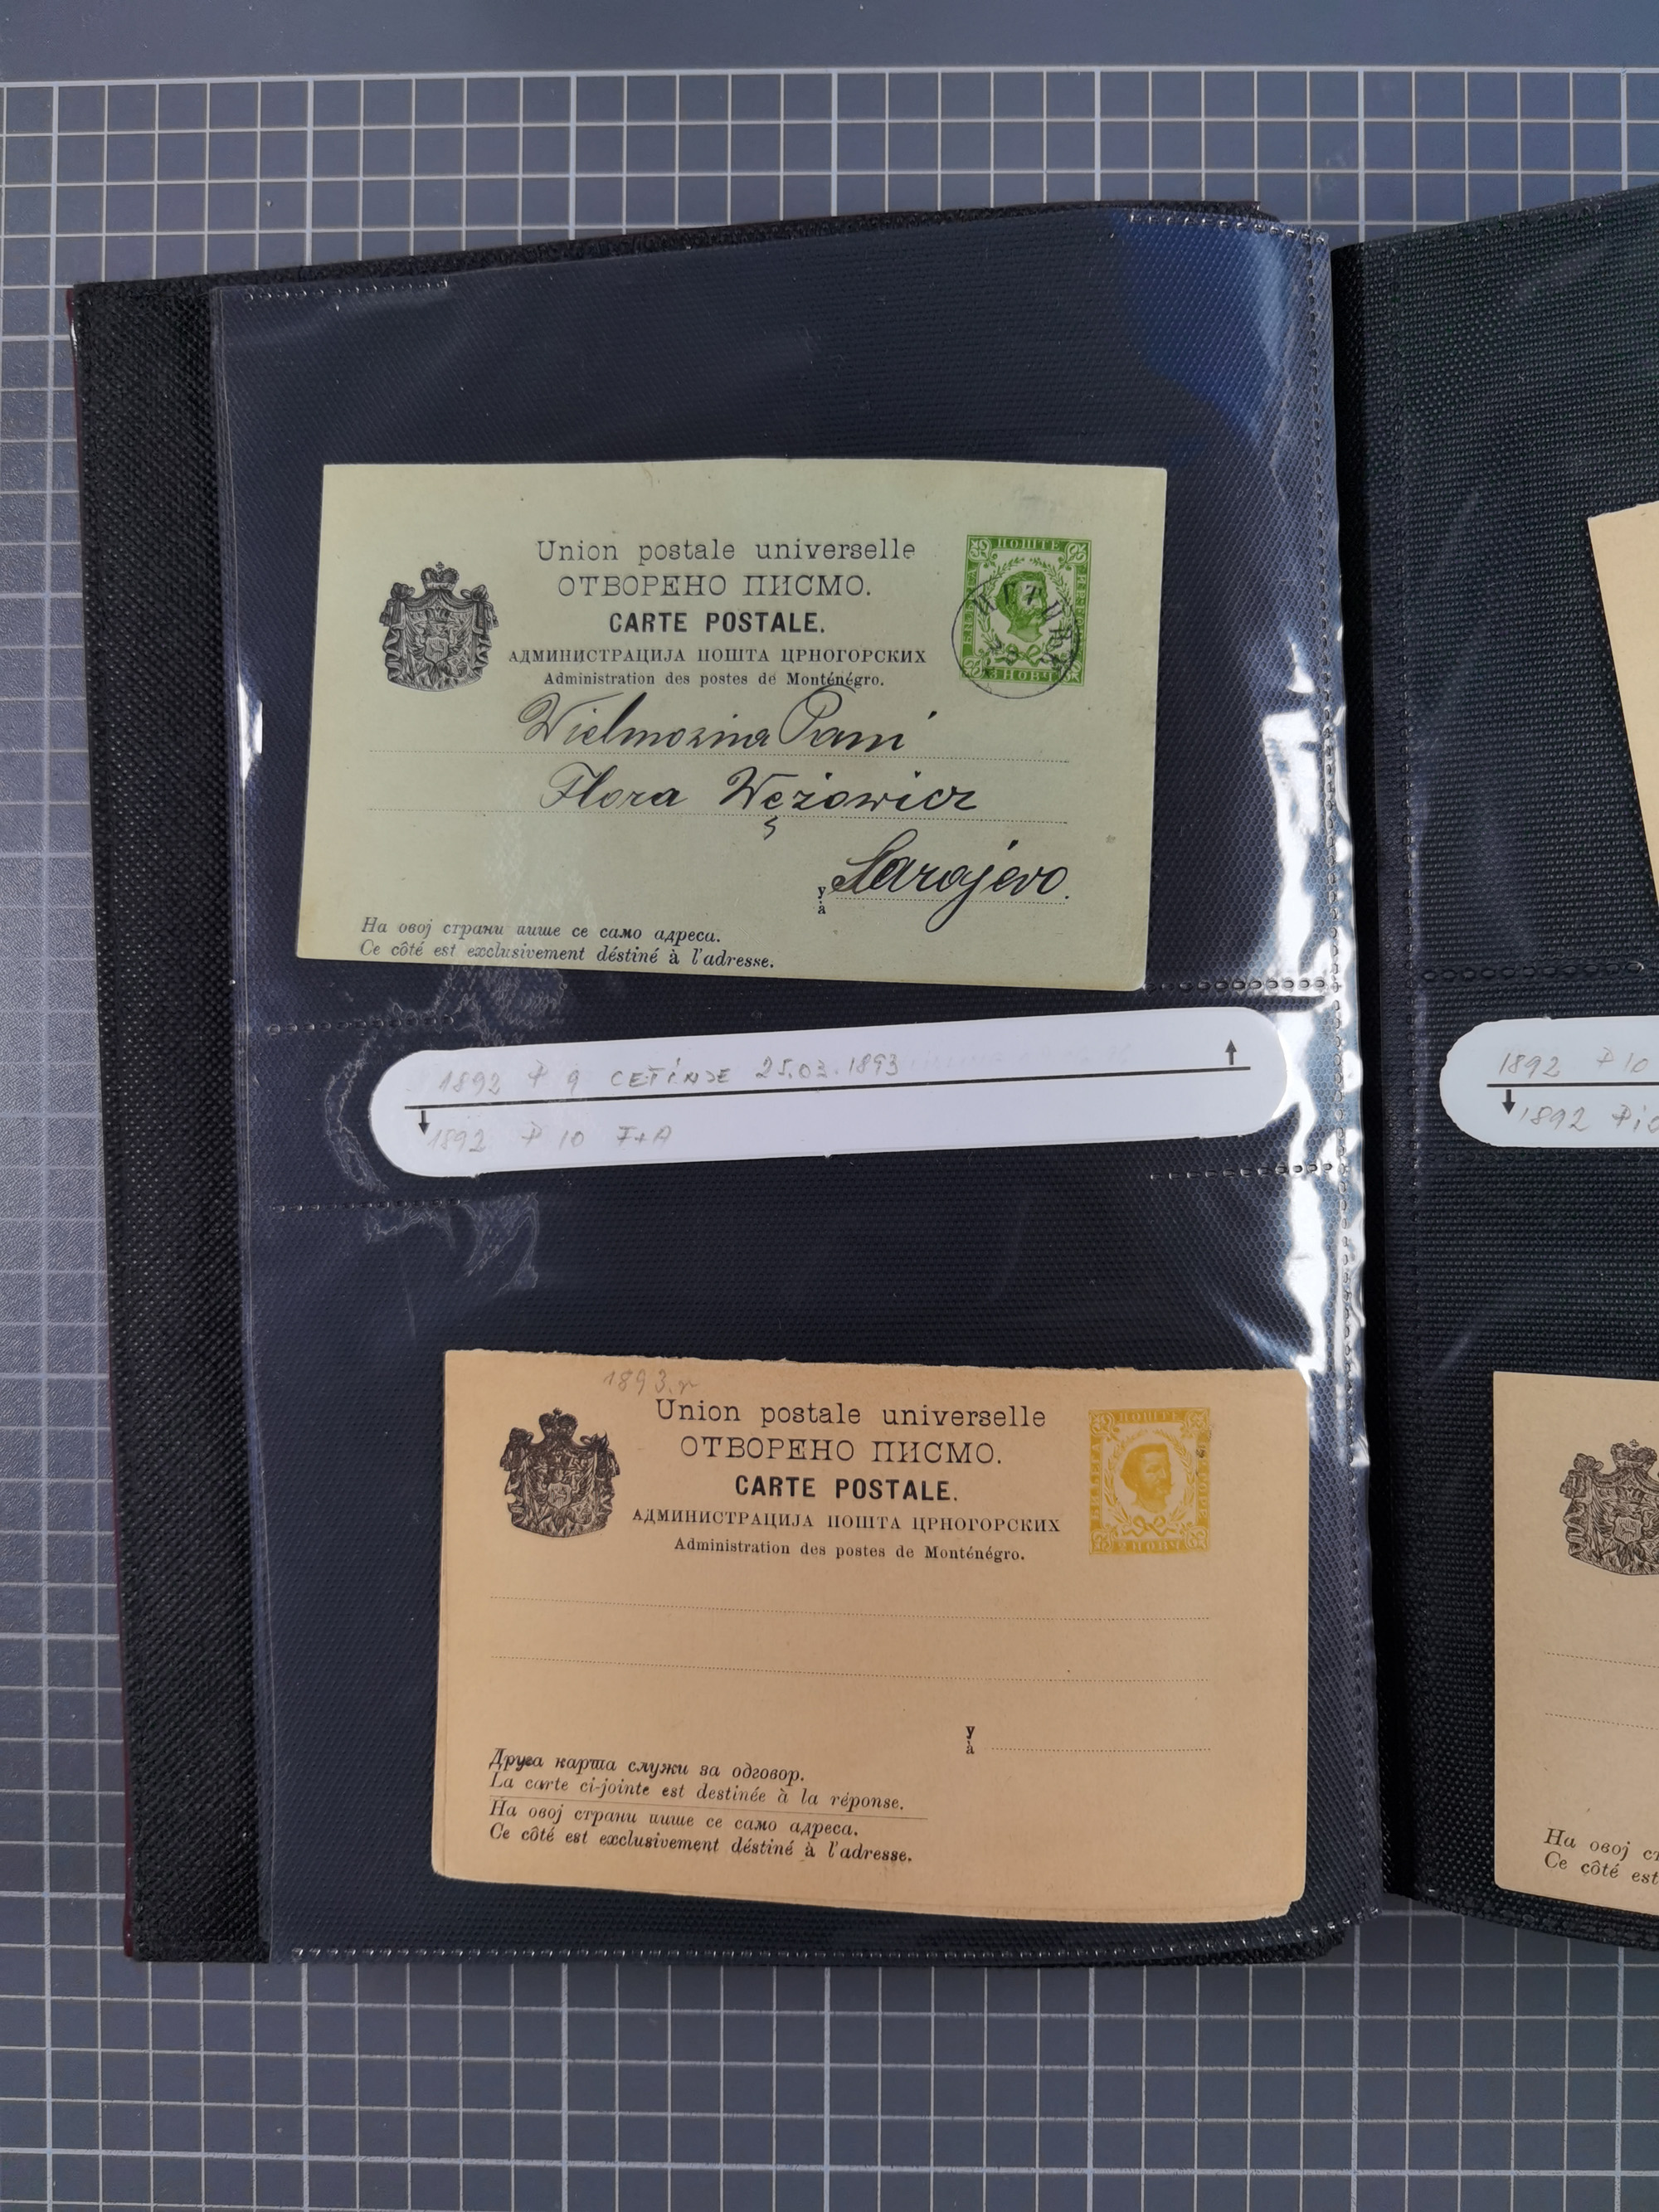 Union postale universelle
ОТВОРЕНО ПИСМО.
CARTE POSTALE.
АДМИНИСТРАЦИЈА ПОШТА ЦРНОГОРСКИХ
Administration des postes de Monténégro.
ПОШТЕ
Wielmożna Pani
Flora Wężowicz
Sarajevo.
у
à
На овој страни пише се само адреса.
Ce côté est exclusivement déstiné à l'adresse.
1892 P 9 CETINJE 25.03.1893
1892 P 10 F+A
1892 P 10
1892 P10
1893.
Union postale universelle
ОТВОРЕНО ПИСМО.
CARTE POSTALE.
АДМИНИСТРАЦИЈА ПОШТА ЦРНОГОРСКИХ
Administration des postes de Monténégro.
ПОШТЕ
2 НОВЧ
у
à
Друга карта служи за одговор.
La carte ci-jointe est destinée à la réponse.
На овој страни пише се само адреса.
Ce côté est exclusivement déstiné à l'adresse.
На овој
Ce côté est